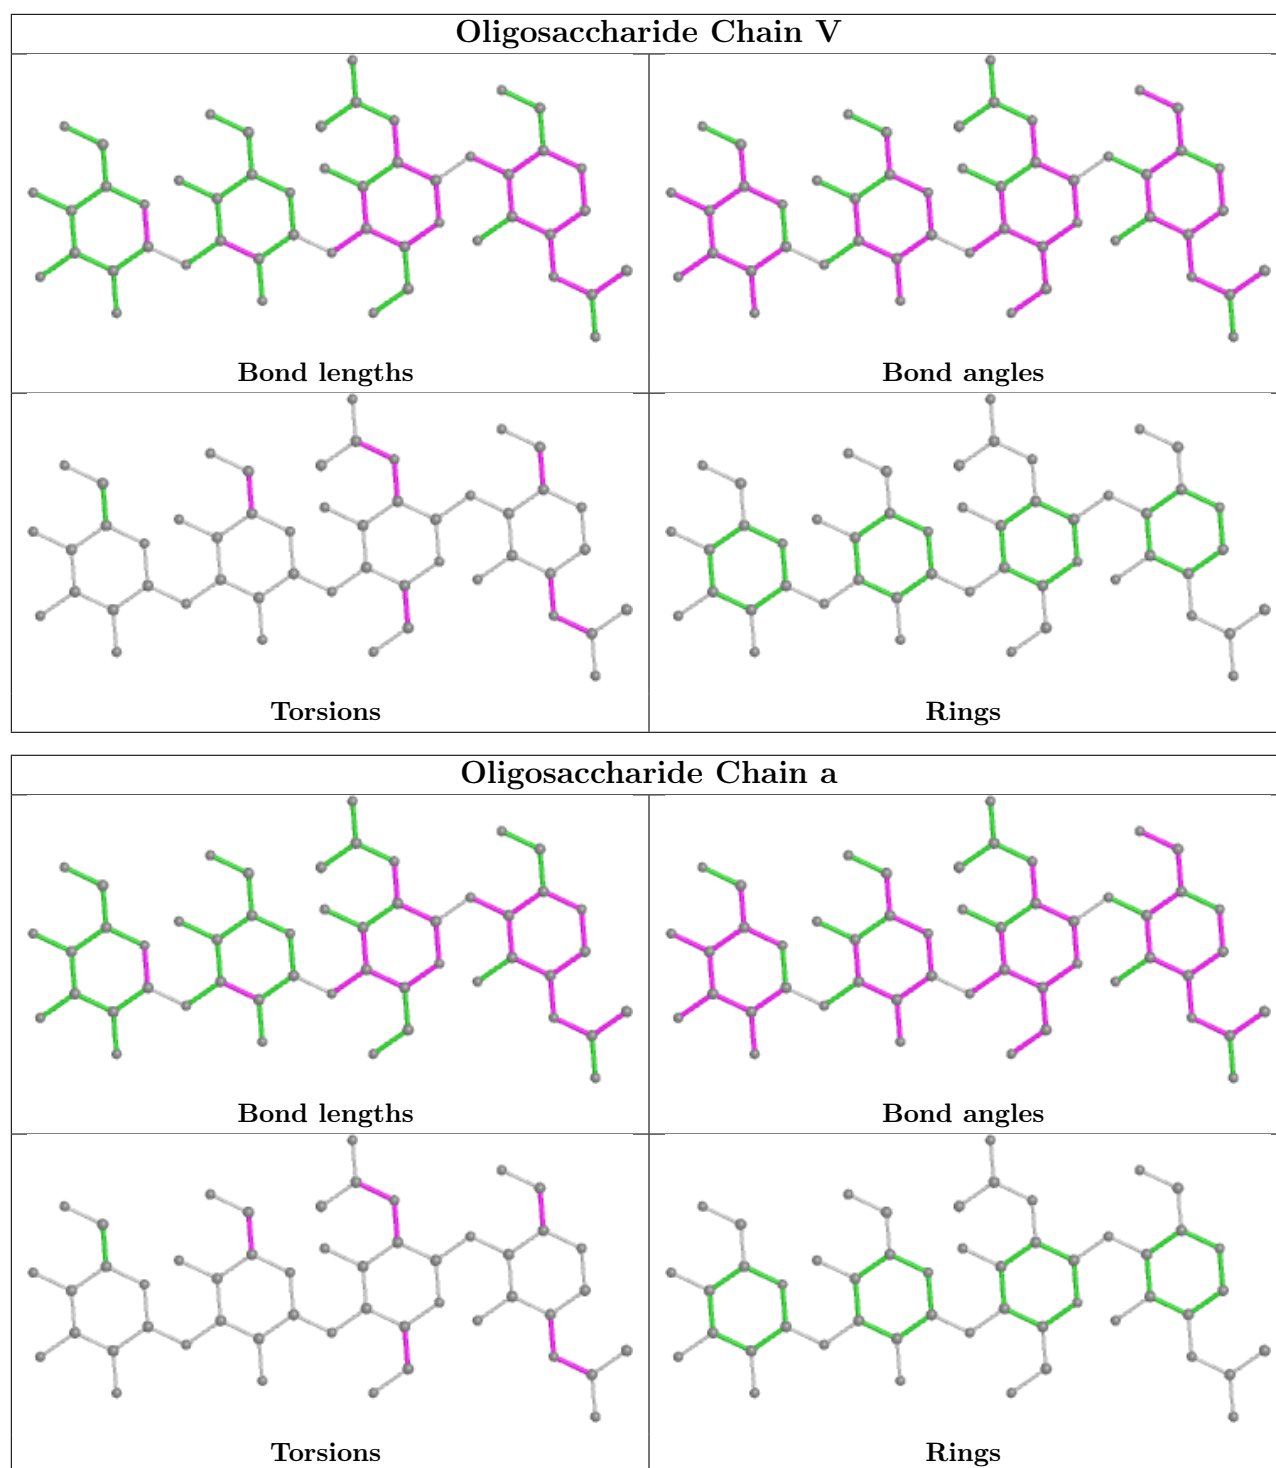 Oligosaccharide Chain V
Bond lengths
Bond angles
Torsions
Rings
Oligosaccharide Chain a
Bond lengths
Bond angles
Torsions
Rings